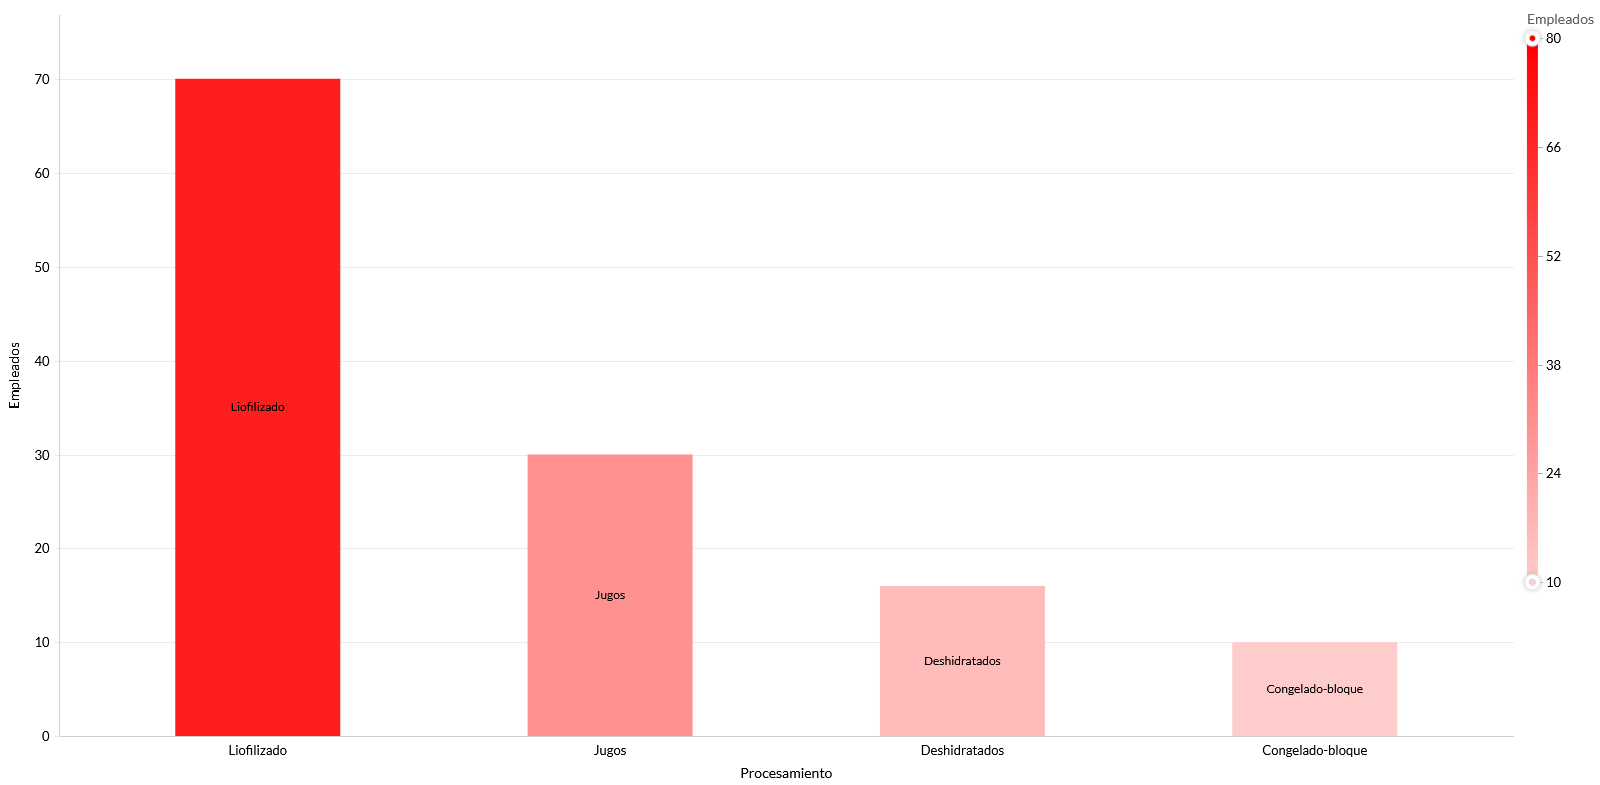 Empleados
80
66
52
38
24
10
Empleados
70
60
50
40
30
20
10
0
Liofilizado
Jugos
Deshidratados
Congelado-bloque
Liofilizado
Jugos
Deshidratados
Congelado-bloque
Procesamiento